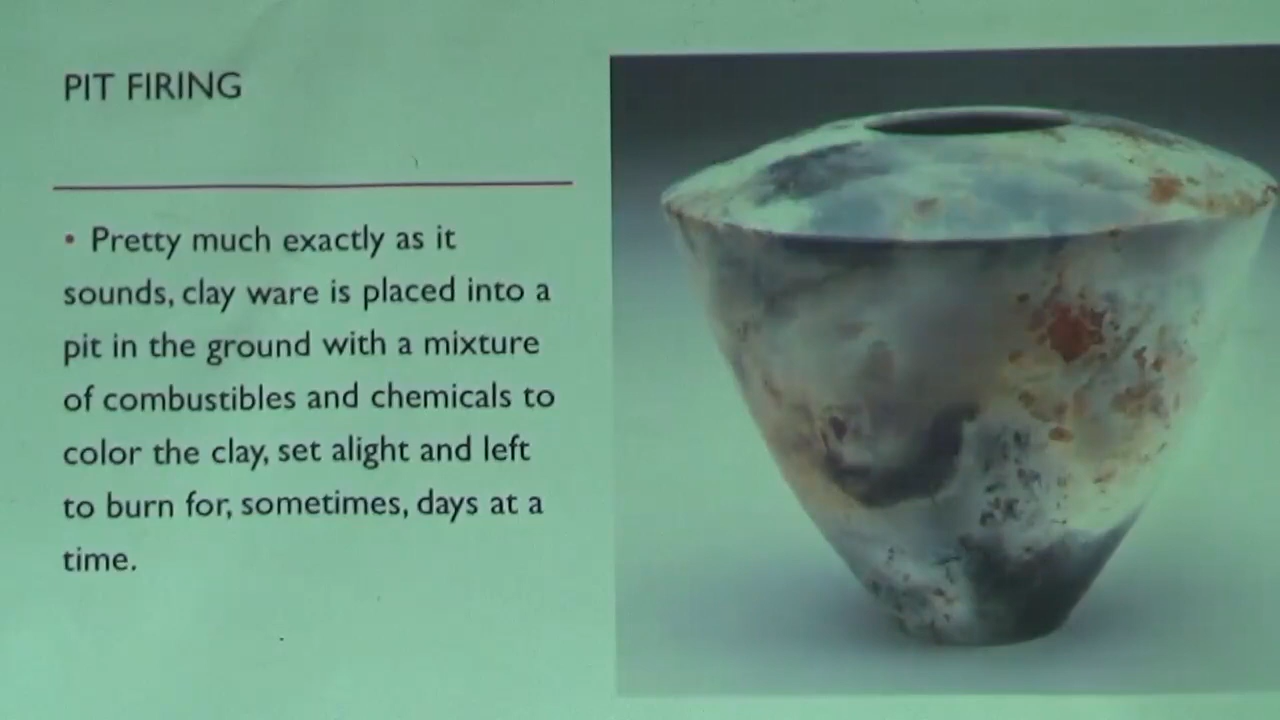 PIT FIRING
• Pretty much exactly as it
sounds, clay ware is placed into a
pit in the ground with a mixture
of combustibles and chemicals to
color the clay, set alight and left
to burn for, sometimes, days at a
time.